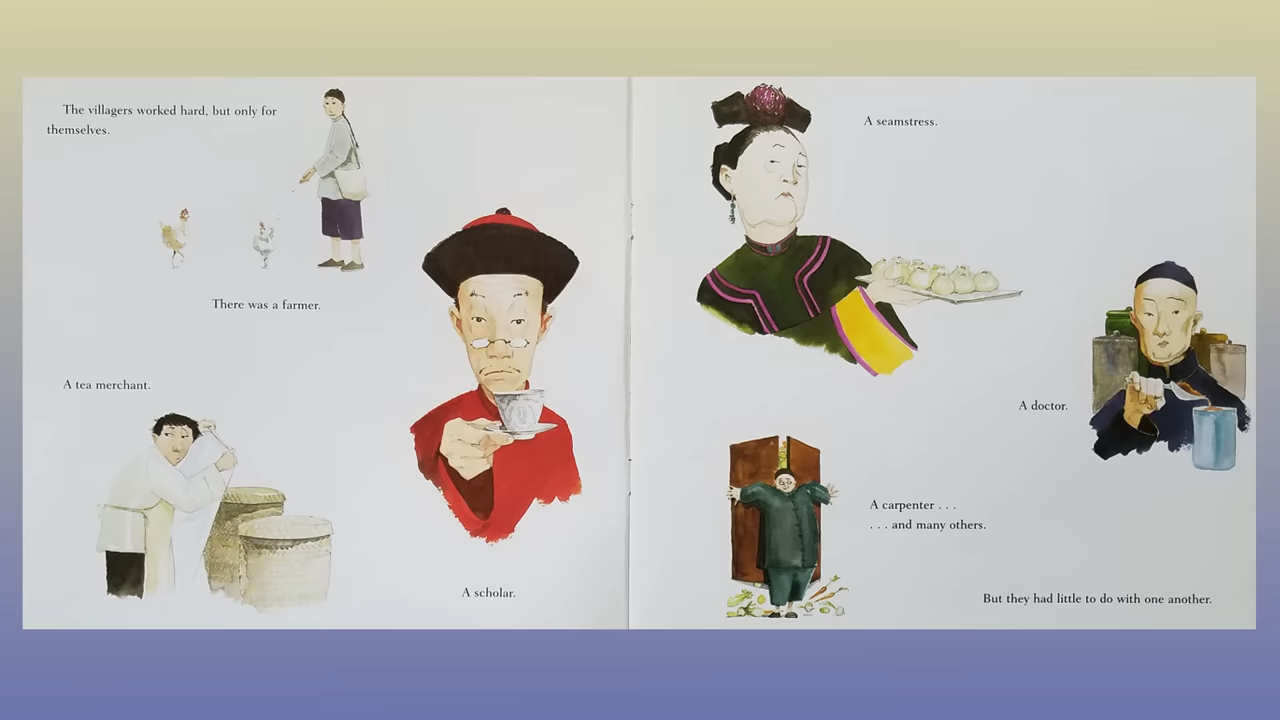 The villagers worked hard, but only for
themselves.
There was a farmer.
A tea merchant.
A scholar.
A seamstress.
A doctor.
A carpenter . . .
. . . and many others.
But they had little to do with one another.